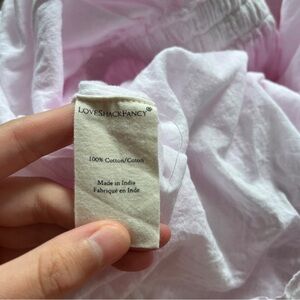 LOVESHACKFANCY®
100% Cotton/Coton
Made in India
Fabriqué en Inde